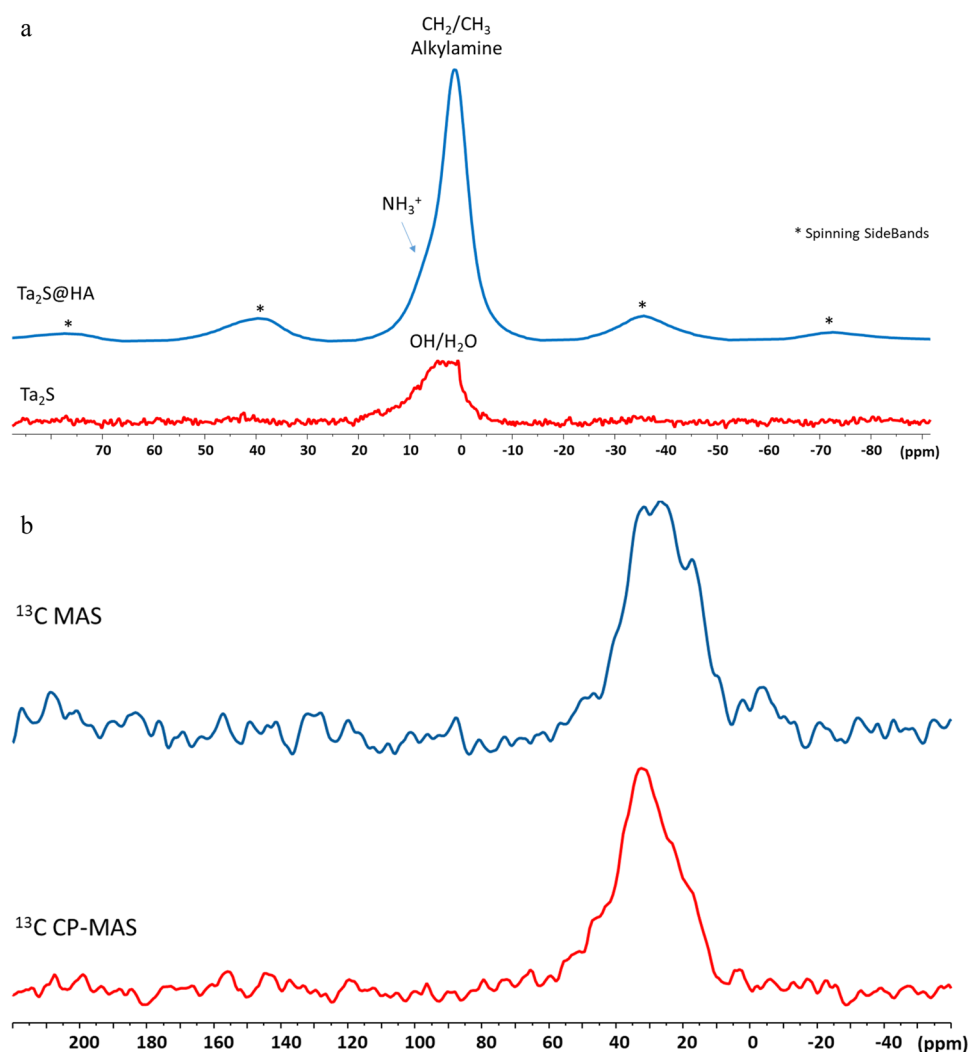 a
CH₂/CH₃
Alkylamine
NH₃⁺
* Spinning SideBands
Ta₂S@HA
* * * *
OH/H₂O
Ta₂S
70 60 50 40 30 20 10 0 -10 -20 -30 -40 -50 -60 -70 -80 (ppm)
b
¹³C MAS
¹³C CP-MAS
200 180 160 140 120 100 80 60 40 20 0 -20 -40 (ppm)